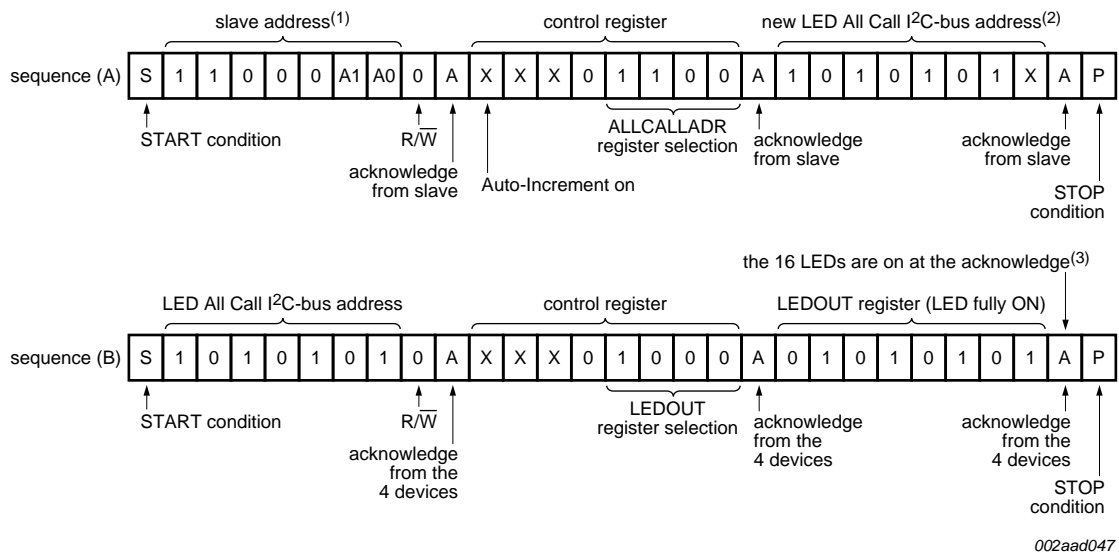 slave address(1)
control register
new LED All Call I²C-bus address(2)
sequence (A)
S 1 1 0 0 0 A1 A0 0 A X X X 0 1 1 0 0 A 1 0 1 0 1 0 1 X A P
START condition
R/W̅
acknowledge
from slave
Auto-Increment on
ALLCALLADR
register selection
acknowledge
from slave
acknowledge
from slave
STOP
condition
the 16 LEDs are on at the acknowledge(3)
LED All Call I²C-bus address
control register
LEDOUT register (LED fully ON)
sequence (B)
S 1 0 1 0 1 0 1 0 A X X X 0 1 0 0 0 A 0 1 0 1 0 1 0 1 A P
START condition
R/W̅
acknowledge
from the
4 devices
LEDOUT
register selection
acknowledge
from the
4 devices
acknowledge
from the
4 devices
STOP
condition
002aad047